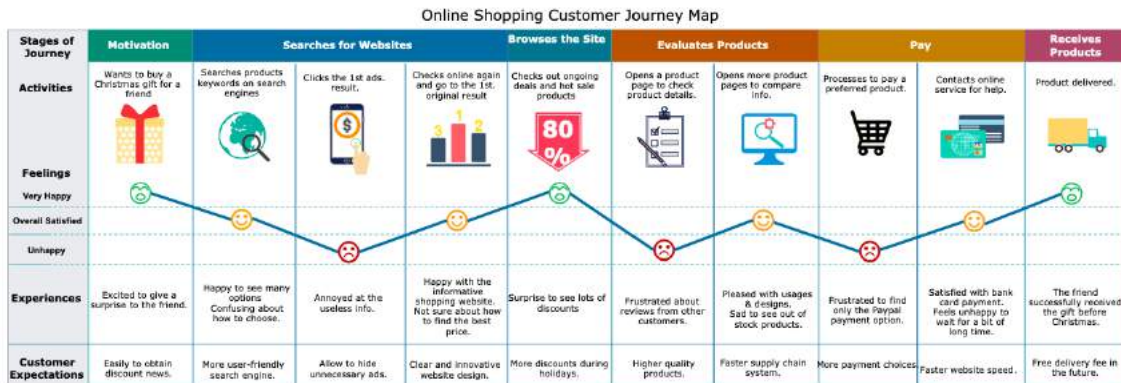 Online Shopping Customer Journey Map
Stages of
Journey
Motivation
Searches for Websites
Browses the Site
Evaluates Products
Pay
Receives
Products
Activities
Wants to buy a
Christmas gift for a
friend
Searches products
keywords on search
engines
Clicks the 1st ads.
result.
Checks online again
and go to the 1st.
original result
Checks out ongoing
deals and hot sale
products
Opens a product
page to check
product details.
Opens more product
pages to compare
info.
Processes to pay a
preferred product.
Contacts online
service for help.
Product delivered.
3 1 2
80
%
Feelings
Very Happy
Overall Satisfied
Unhappy
Experiences
Excited to give a
surprise to the friend.
Happy to see many
options
Confusing about
how to choose.
Annoyed at the
useless info.
Happy with the
informative
shopping website.
Not sure about how
to find the best
price.
Surprise to see lots of
discounts
Frustrated about
reviews from other
customers.
Pleased with usages
& designs.
Sad to see out of
stock products.
Frustrated to find
only the Paypal
payment option.
Satisfied with bank
card payment.
Feels unhappy to
wait for a bit of
long time.
The friend
successfully received
the gift before
Christmas.
Customer
Expectations
Easily to obtain
discount news.
More user-friendly
search engine.
Allow to hide
unnecessary ads.
Clear and innovative
website design.
More discounts during
holidays.
Higher quality
products.
Faster supply chain
system.
More payment choices.
Faster website speed.
Free delivery fee in
the future.